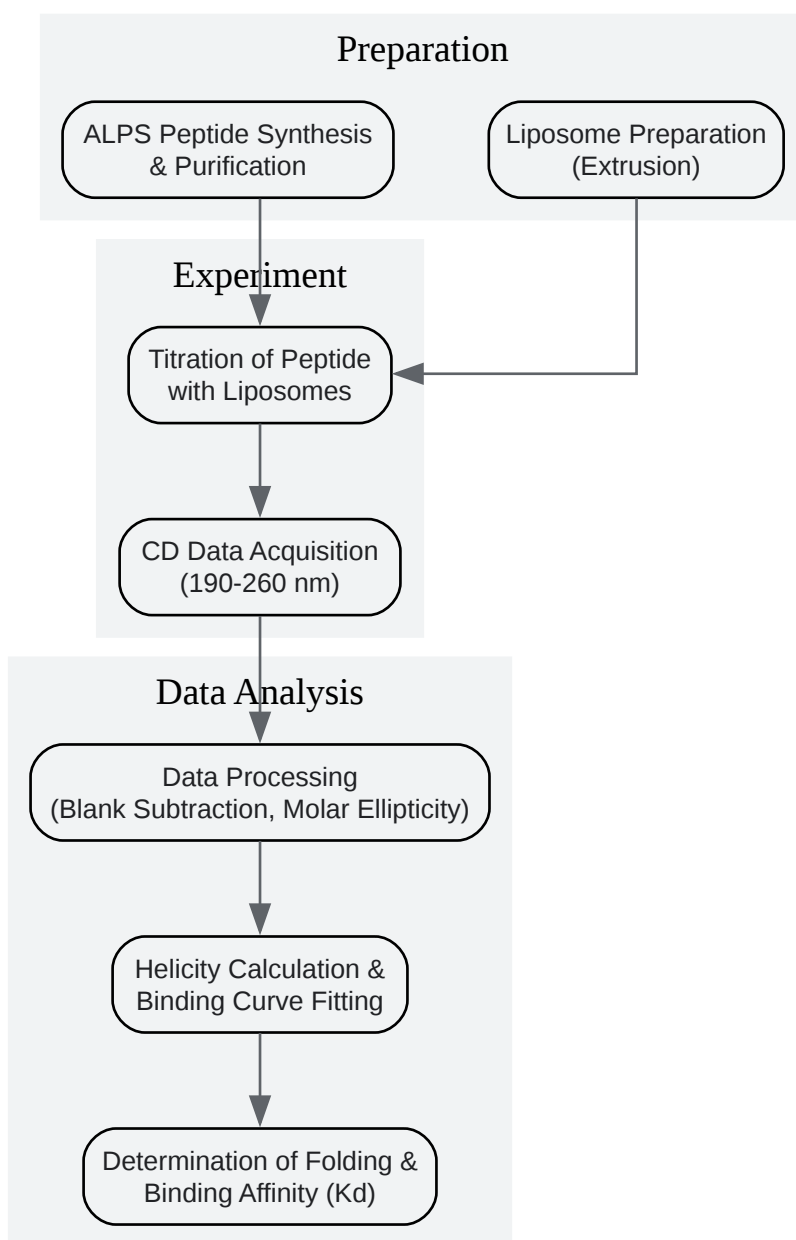 Preparation
ALPS Peptide Synthesis
& Purification
Liposome Preparation
(Extrusion)
Experiment
Titration of Peptide
with Liposomes
CD Data Acquisition
(190-260 nm)
Data Analysis
Data Processing
(Blank Subtraction, Molar Ellipticity)
Helicity Calculation &
Binding Curve Fitting
Determination of Folding &
Binding Affinity (Kd)